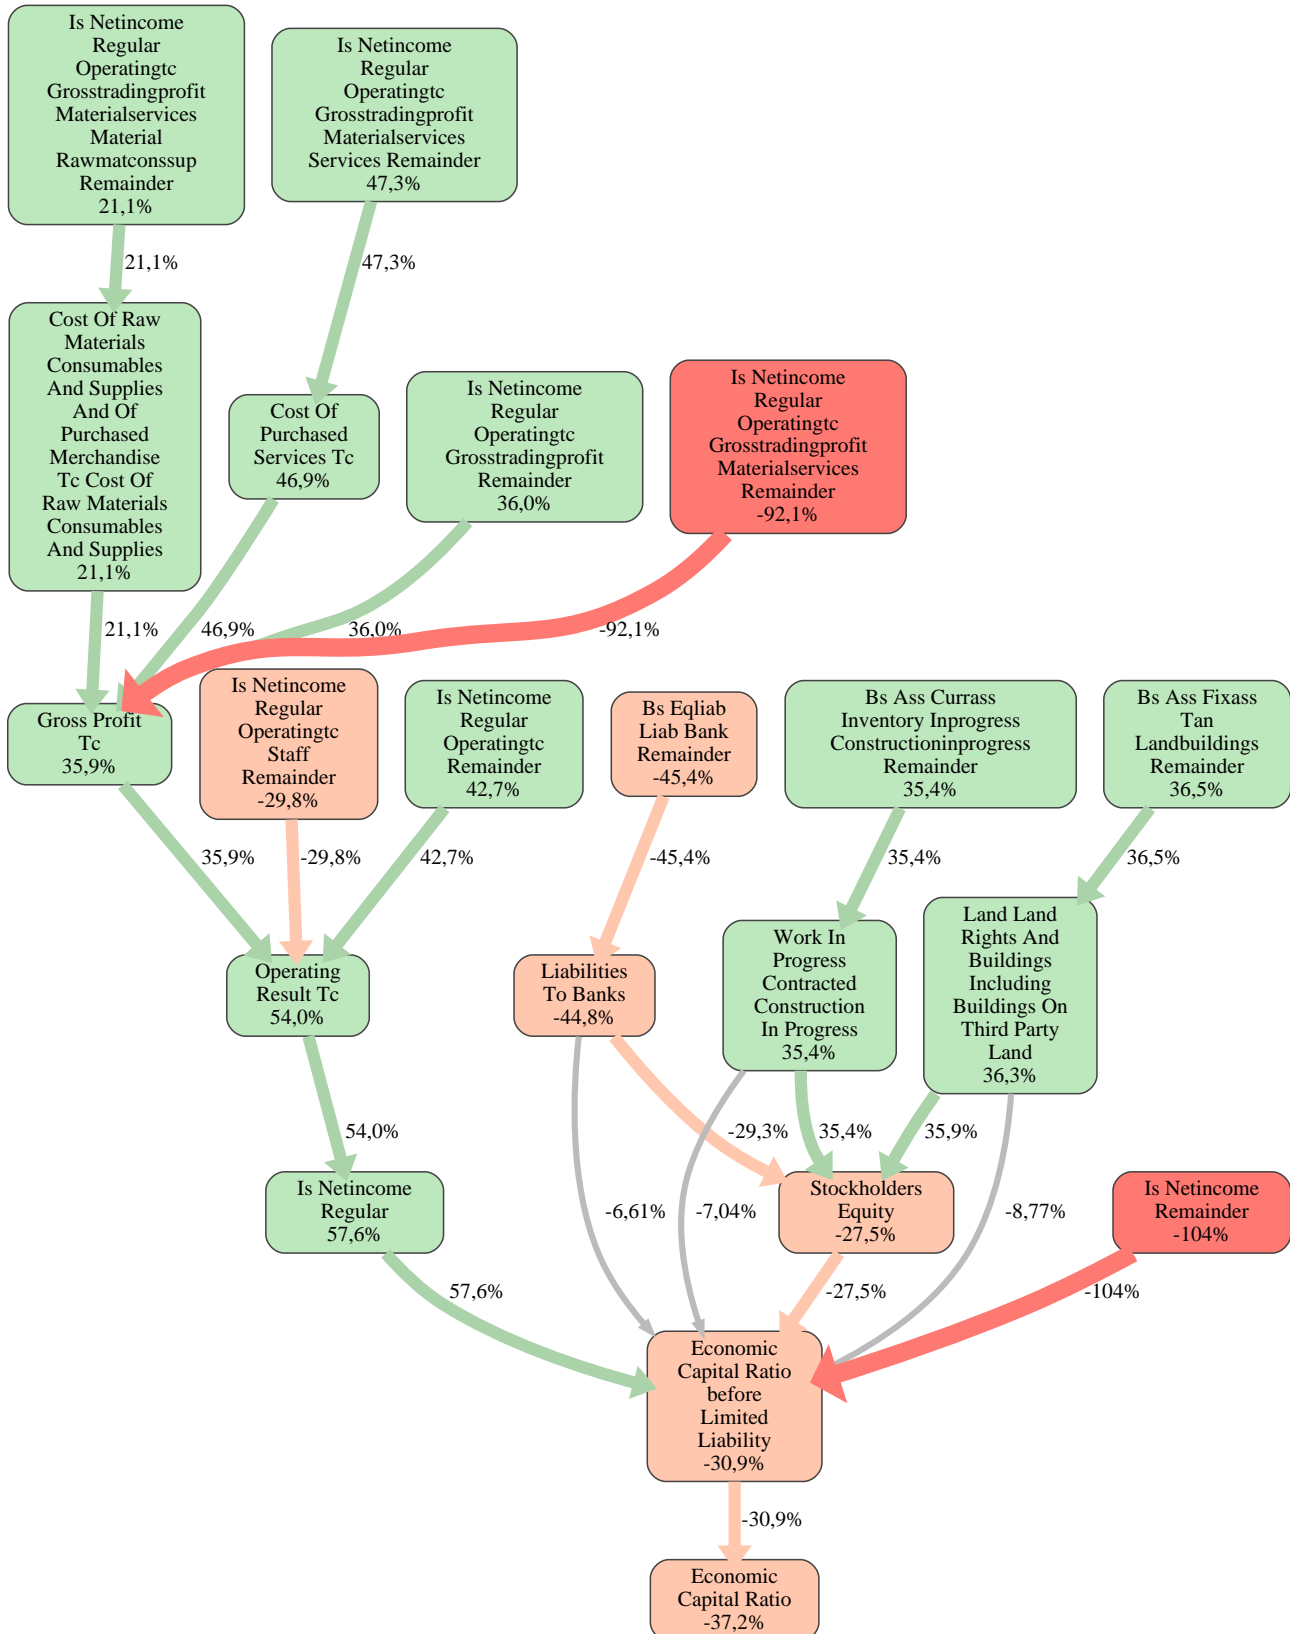 Is Netincome
Regular
Operatingtc
Grosstradingprofit
Materialservices
Material
Rawmatconssup
Remainder
21,1%
Is Netincome
Regular
Operatingtc
Grosstradingprofit
Materialservices
Services Remainder
47,3%
21,1%
47,3%
Cost Of Raw
Materials
Consumables
And Supplies
And Of
Purchased
Merchandise
Tc Cost Of
Raw Materials
Consumables
And Supplies
21,1%
Cost Of
Purchased
Services Tc
46,9%
Is Netincome
Regular
Operatingtc
Grosstradingprofit
Remainder
36,0%
Is Netincome
Regular
Operatingtc
Grosstradingprofit
Materialservices
Remainder
-92,1%
21,1%
46,9%
36,0%
-92,1%
Gross Profit
Tc
35,9%
Is Netincome
Regular
Operatingtc
Staff
Remainder
-29,8%
Is Netincome
Regular
Operatingtc
Remainder
42,7%
Bs Eqliab
Liab Bank
Remainder
-45,4%
Bs Ass Currass
Inventory Inprogress
Constructioninprogress
Remainder
35,4%
Bs Ass Fixass
Tan
Landbuildings
Remainder
36,5%
35,9%
-29,8%
42,7%
-45,4%
35,4%
36,5%
Operating
Result Tc
54,0%
Liabilities
To Banks
-44,8%
Work In
Progress
Contracted
Construction
In Progress
35,4%
Land Land
Rights And
Buildings
Including
Buildings On
Third Party
Land
36,3%
54,0%
-29,3%
35,4%
35,9%
Is Netincome
Regular
57,6%
-6,61%
-7,04%
Stockholders
Equity
-27,5%
-8,77%
Is Netincome
Remainder
-104%
57,6%
-27,5%
-104%
Economic
Capital Ratio
before
Limited
Liability
-30,9%
-30,9%
Economic
Capital Ratio
-37,2%